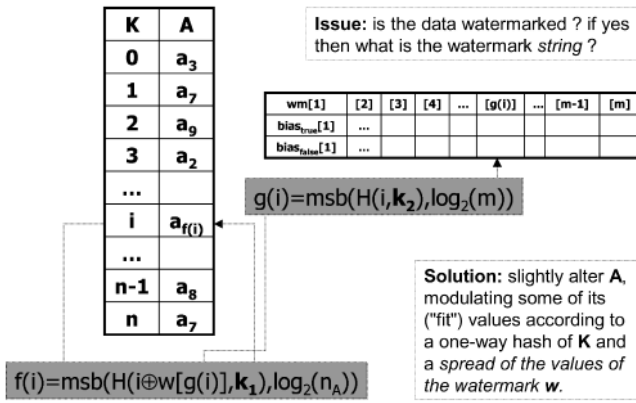 K A
0 a3
1 a7
2 a9
3 a2
...
i af(i)
...
n-1 a8
n a7
Issue: is the data watermarked ? if yes
then what is the watermark string ?
wm[1] [2] [3] [4] ... [g(i)] ... [m-1] [m]
biastrue[1] ...
biasfalse[1] ...
g(i)=msb(H(i,k2),log2(m))
Solution: slightly alter A,
modulating some of its
("fit") values according to
a one-way hash of K and
a spread of the values of
the watermark w.
f(i)=msb(H(i⊕w[g(i)],k1),log2(nA))